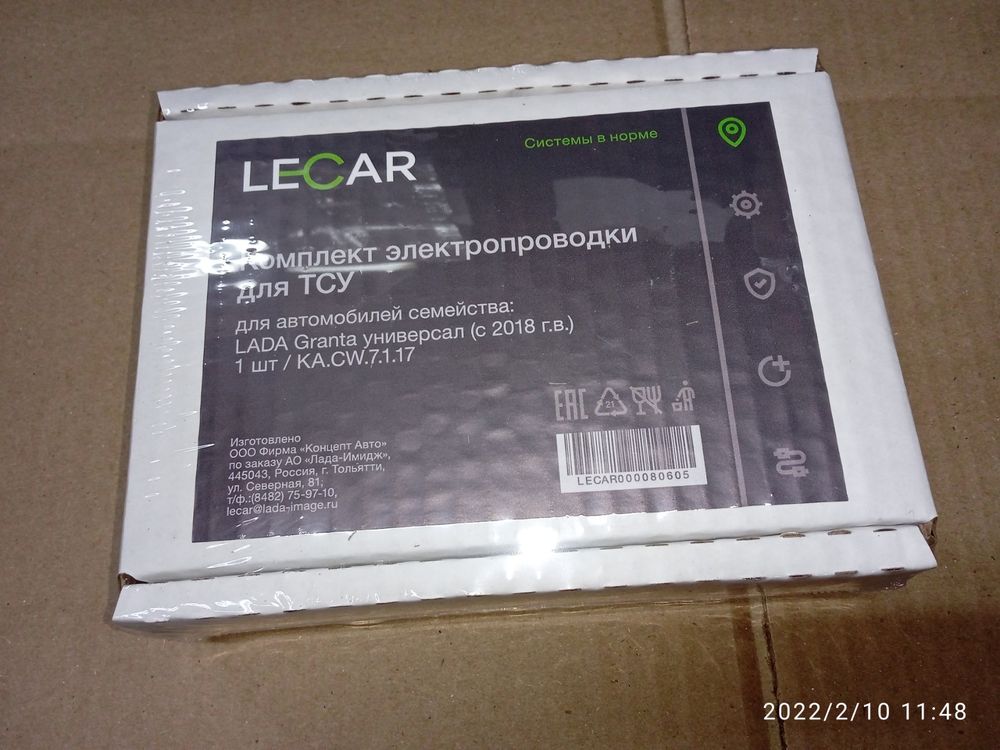 LECAR
Системы в норме
Комплект электропроводки
для ТСУ
для автомобилей семейства:
LADA Granta универсал (с 2018 г.в.)
1 шт / KA.CW.7.1.17
EAC
21
Изготовлено
ООО Фирма «Концепт Авто»
по заказу АО «Лада-Имидж»,
445043, Россия, г. Тольятти,
ул. Северная, 81,
т/ф.:(8482) 75-97-10,
lecar@lada-image.ru
LECAR000080605
2022/2/10 11:48